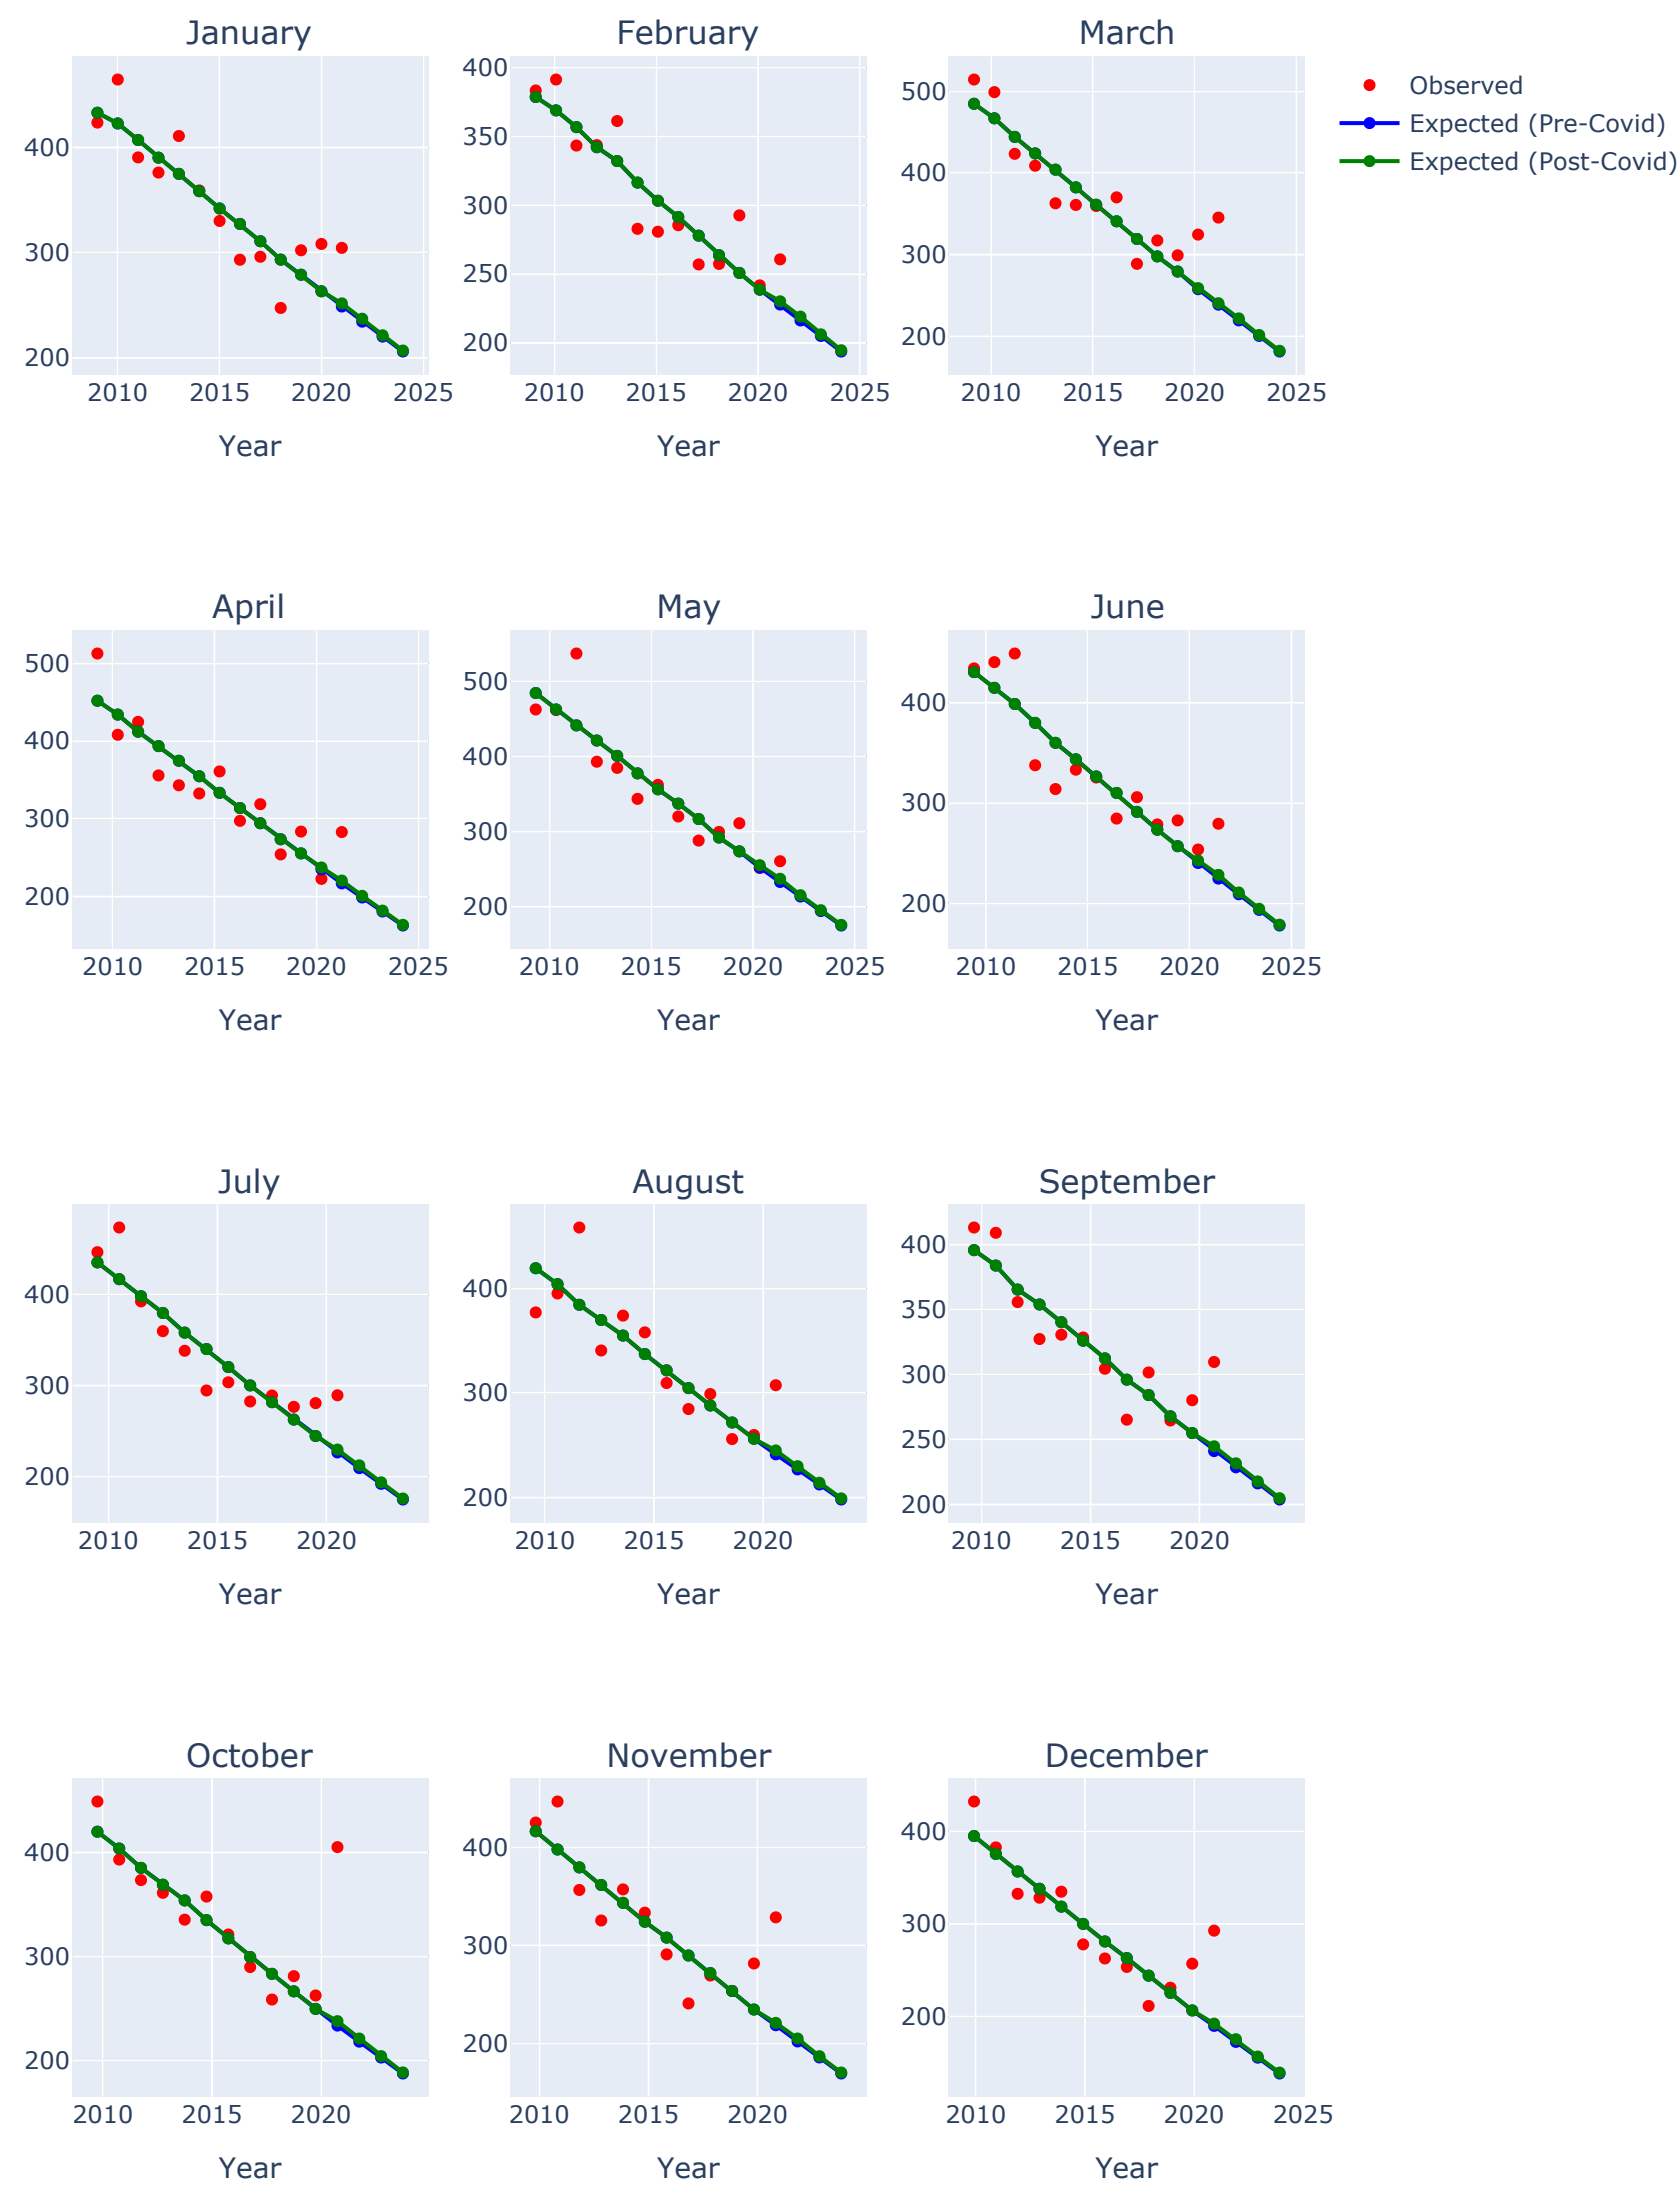 January February March
400
300
200
2010 2015 2020 2025
Year
400
350
300
250
200
2010 2015 2020 2025
Year
500
400
300
200
2010 2015 2020 2025
Year
Observed
Expected (Pre-Covid)
Expected (Post-Covid)
April May June
500
400
300
200
2010 2015 2020 2025
Year
500
400
300
200
2010 2015 2020 2025
Year
400
300
200
2010 2015 2020 2025
Year
July August September
400
300
200
2010 2015 2020
Year
400
300
200
2010 2015 2020
Year
400
350
300
250
200
2010 2015 2020
Year
October November December
400
300
200
2010 2015 2020
Year
400
300
200
2010 2015 2020
Year
400
300
200
2010 2015 2020 2025
Year